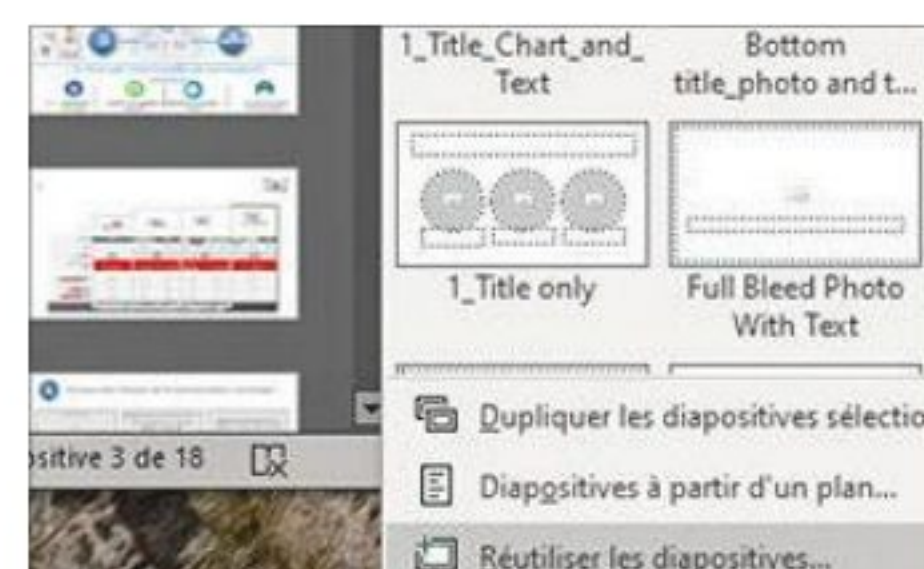 1_Title_Chart_and_
Text
Bottom
title_photo and t...
1_Title only
Full Bleed Photo
With Text
Dupliquer les diapositives sélectio
ositive 3 de 18
Diapositives à partir d'un plan...
Réutiliser les diapositives...